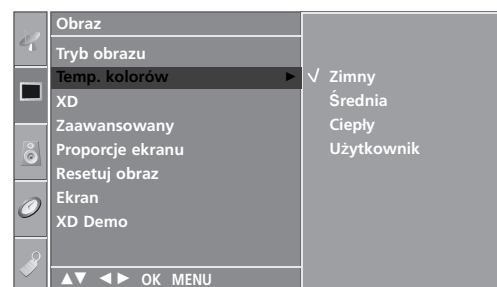 Obraz
Tryb obrazu
Temp. kolorów ►
XD
Zaawansowany
Proporcje ekranu
Resetuj obraz
Ekran
XD Demo
√ Zimny
Średnia
Ciepły
Użytkownik
▲▼ ◄► OK MENU